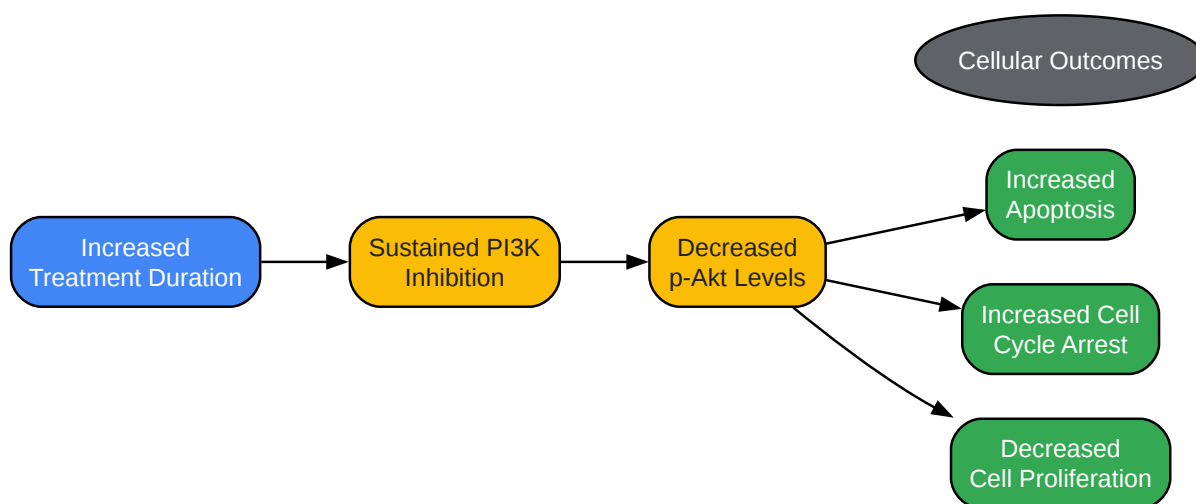 Cellular Outcomes
Increased
Treatment Duration
Sustained PI3K
Inhibition
Decreased
p-Akt Levels
Increased
Apoptosis
Increased Cell
Cycle Arrest
Decreased
Cell Proliferation